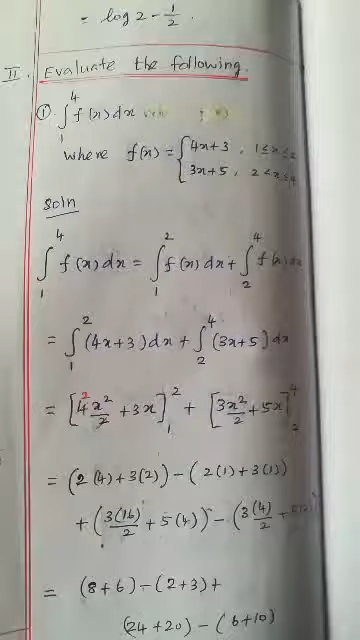 = log 2 - 1/2.
II. Evaluate the following.
① ∫₁⁴ f(x) dx
where f(x) = { 4x+3 , 1 ≤ x ≤ 2
3x+5 , 2 < x ≤ 4
Soln
∫₁⁴ f(x) dx = ∫₁² f(x) dx + ∫₂⁴ f(x) dx
= ∫₁² (4x+3) dx + ∫₂⁴ (3x+5) dx
= [4x²/2 + 3x]₁² + [3x²/2 + 5x]₂⁴
= (2(4) + 3(2)) - (2(1) + 3(1))
+ (3(16)/2 + 5(4)) - (3(4)/2 +
= (8+6) - (2+3) +
(24+20) - (6+10)